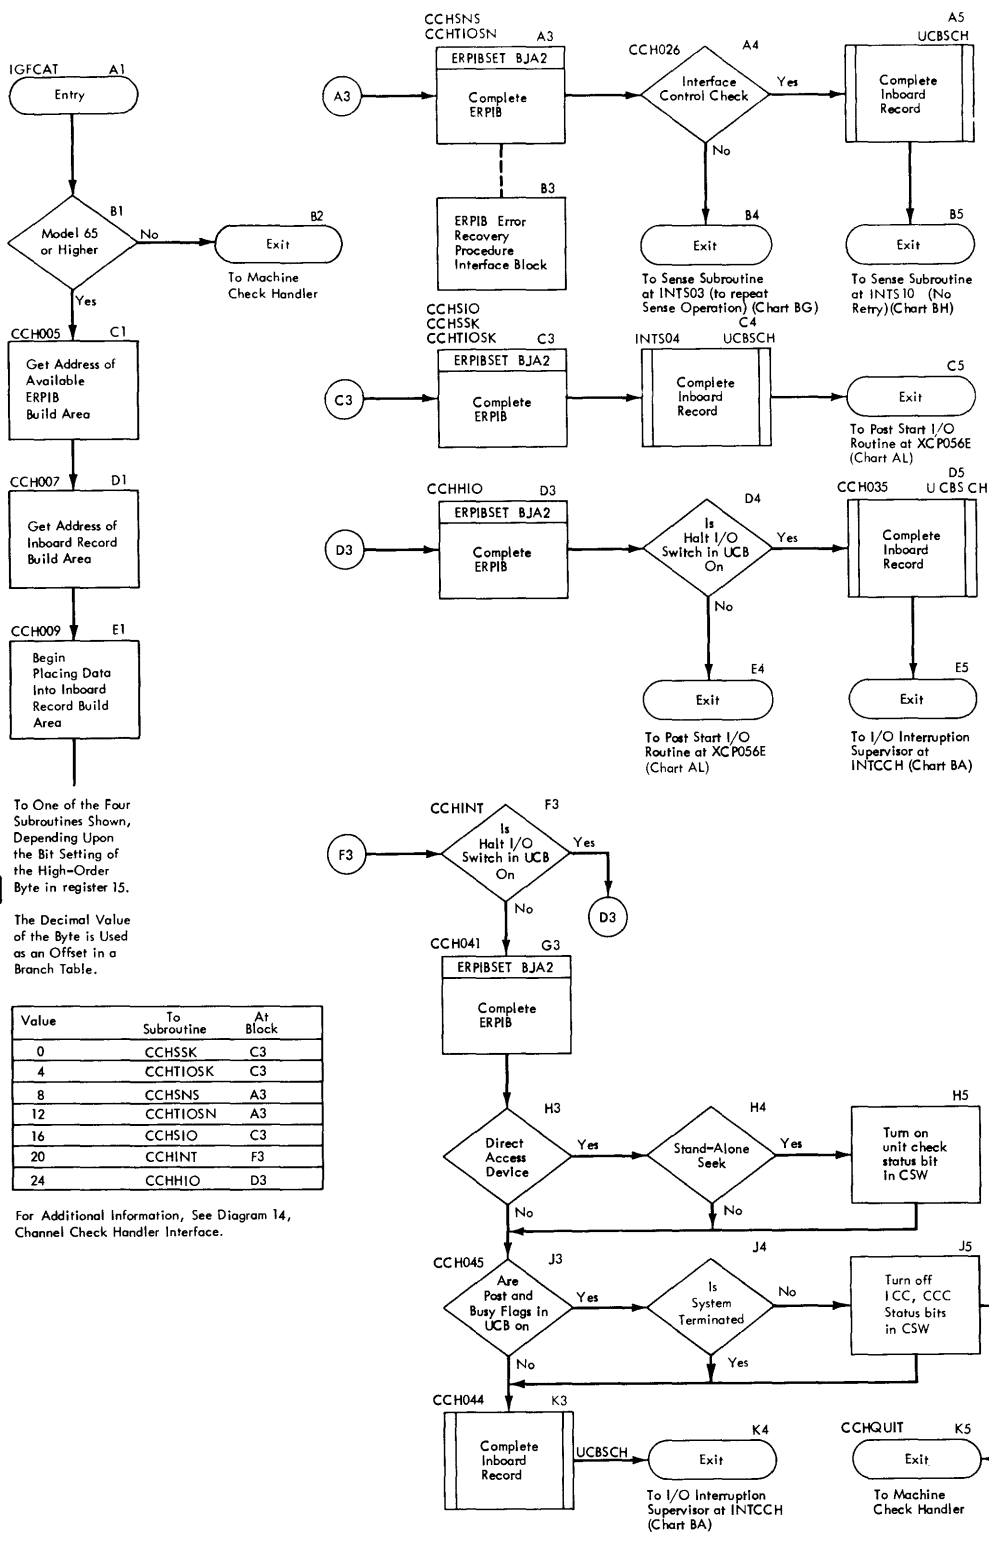 IGFCAT A1
Entry
B1
Model 65
or Higher
No
Yes
B2
Exit
To Machine
Check Handler
CCH005 C1
Get Address of
Available
ERPIB
Build Area
CCH007 D1
Get Address of
Inboard Record
Build Area
CCH009 E1
Begin
Placing Data
Into Inboard
Record Build
Area
To One of the Four
Subroutines Shown,
Depending Upon
the Bit Setting of
the High-Order
Byte in register 15.
The Decimal Value
of the Byte is Used
as an Offset in a
Branch Table.
Value To Subroutine At Block
0 CCHSSK C3
4 CCHTIOSK C3
8 CCHSNS A3
12 CCHTIOSN A3
16 CCHSIO C3
20 CCHINT F3
24 CCHHIO D3
For Additional Information, See Diagram 14,
Channel Check Handler Interface.
CCHSNS
CCHTIOSN A3
A3
ERPIBSET BJA2
Complete
ERPIB
B3
ERPIB Error
Recovery
Procedure
Interface Block
CCH026 A4
Interface
Control Check
Yes
No
A5
UCBSCH
Complete
Inboard
Record
B4
Exit
To Sense Subroutine
at INTS03 (to repeat
Sense Operation) (Chart BG)
B5
Exit
To Sense Subroutine
at INTS10 (No
Retry)(Chart BH)
CCHSIO
CCHSSK
CCHTIOSK C3
C3
ERPIBSET BJA2
Complete
ERPIB
C4
INTS04 UCBSCH
Complete
Inboard
Record
C5
Exit
To Post Start I/O
Routine at XCP056E
(Chart AL)
CCHHIO D3
D3
ERPIBSET BJA2
Complete
ERPIB
D4
Is
Halt I/O
Switch in UCB
On
Yes
No
D5
CCH035 UCBSCH
Complete
Inboard
Record
E4
Exit
To Post Start I/O
Routine at XCP056E
(Chart AL)
E5
Exit
To I/O Interruption
Supervisor at
INTCCH (Chart BA)
CCHINT F3
F3
Is
Halt I/O
Switch in UCB
On
Yes
No
D3
CCH041 G3
ERPIBSET BJA2
Complete
ERPIB
H3
Direct
Access
Device
Yes
No
H4
Stand-Alone
Seek
Yes
No
H5
Turn on
unit check
status bit
in CSW
CCH045 J3
Are
Post and
Busy Flags in
UCB on
Yes
No
J4
Is
System
Terminated
No
Yes
J5
Turn off
ICC, CCC
Status bits
in CSW
CCH044 K3
Complete
Inboard
Record
UCBSCH
K4
Exit
To I/O Interruption
Supervisor at INTCCH
(Chart BA)
CCHQUIT K5
Exit
To Machine
Check Handler